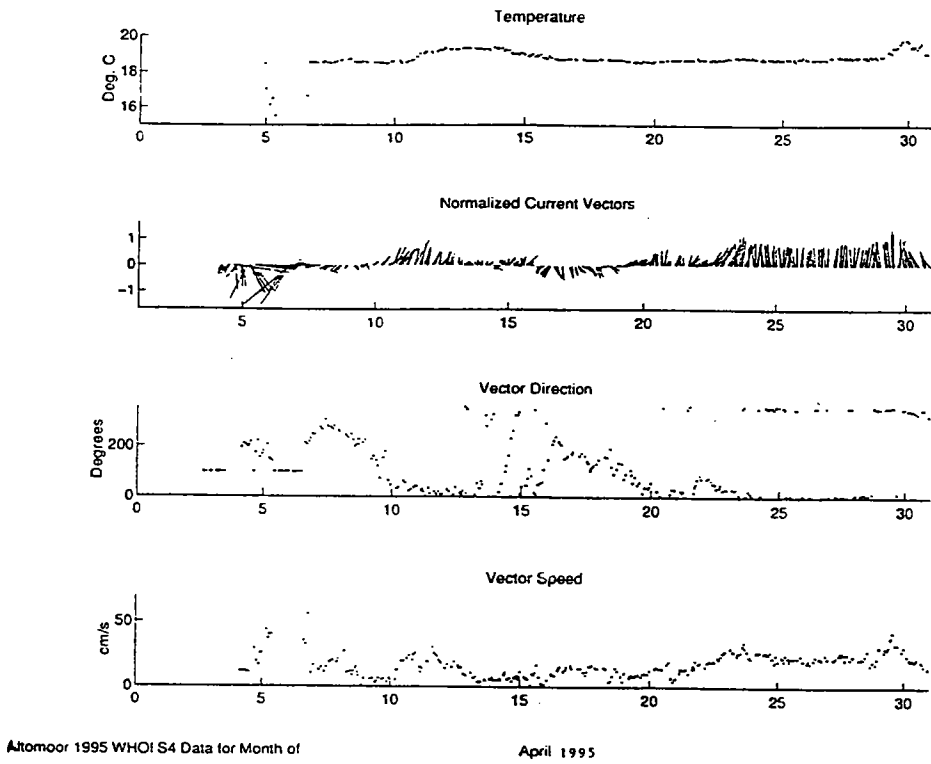 Temperature
Deg. C
20
18
16
0 5 10 15 20 25 30
Normalized Current Vectors
1
0
-1
5 10 15 20 25 30
Vector Direction
Degrees
200
0
0 5 10 15 20 25 30
Vector Speed
cm/s
50
0
0 5 10 15 20 25 30
Altomoor 1995 WHOI S4 Data for Month of April 1995